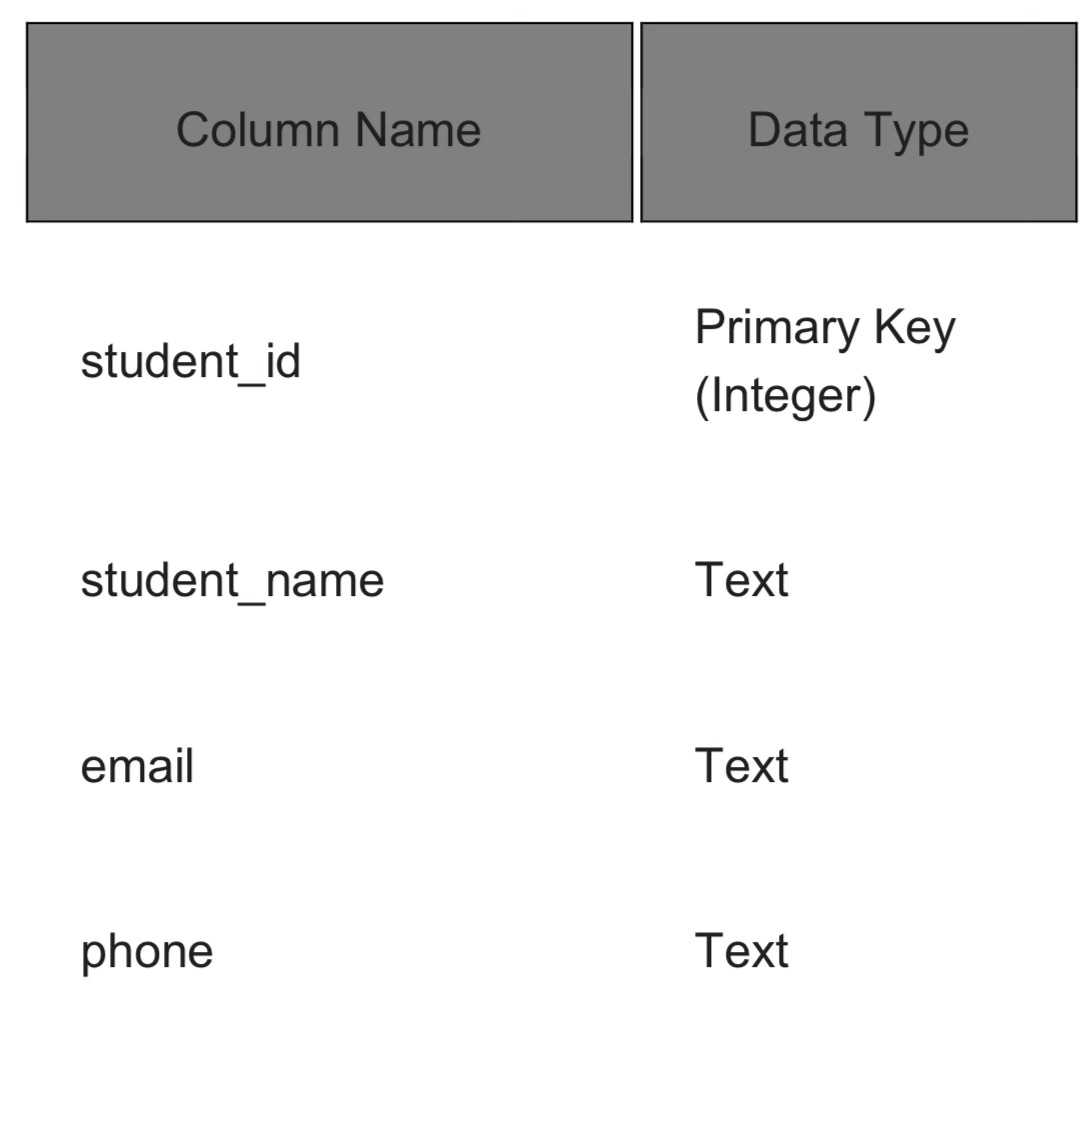 Column Name Data Type
student_id Primary Key
(Integer)
student_name Text
email Text
phone Text